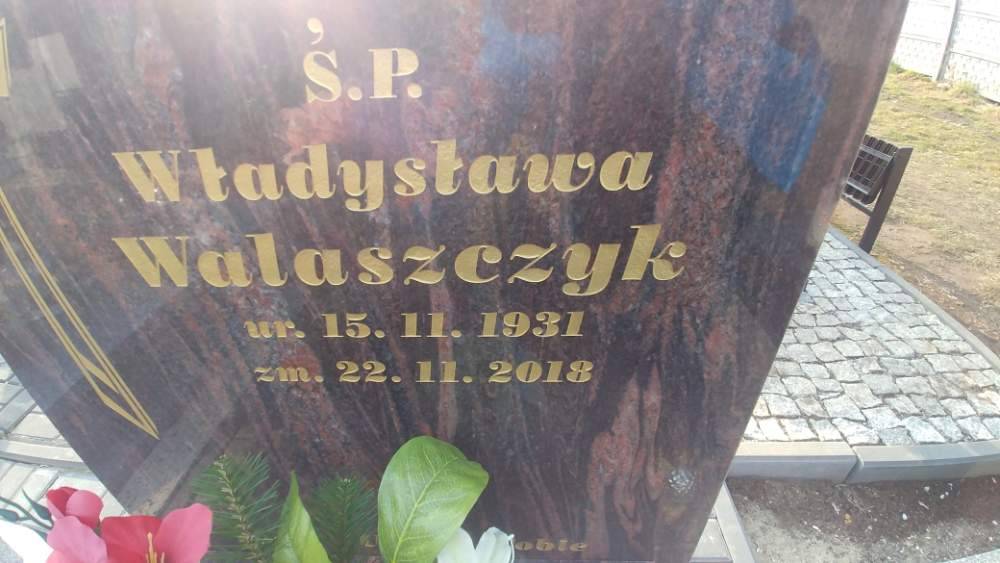 Ś.P.
Władysława
Walaszczyk
ur. 15. 11. 1931
zm. 22. 11. 2018